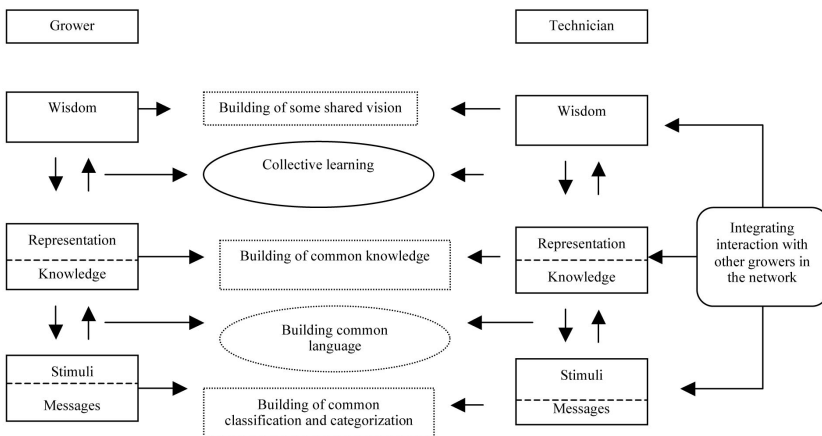 Grower
Technician
Wisdom
Building of some shared vision
Wisdom
Collective learning
Representation
Knowledge
Building of common knowledge
Representation
Knowledge
Integrating
interaction with
other growers in
the network
Building common
language
Stimuli
Messages
Building of common
classification and categorization
Stimuli
Messages